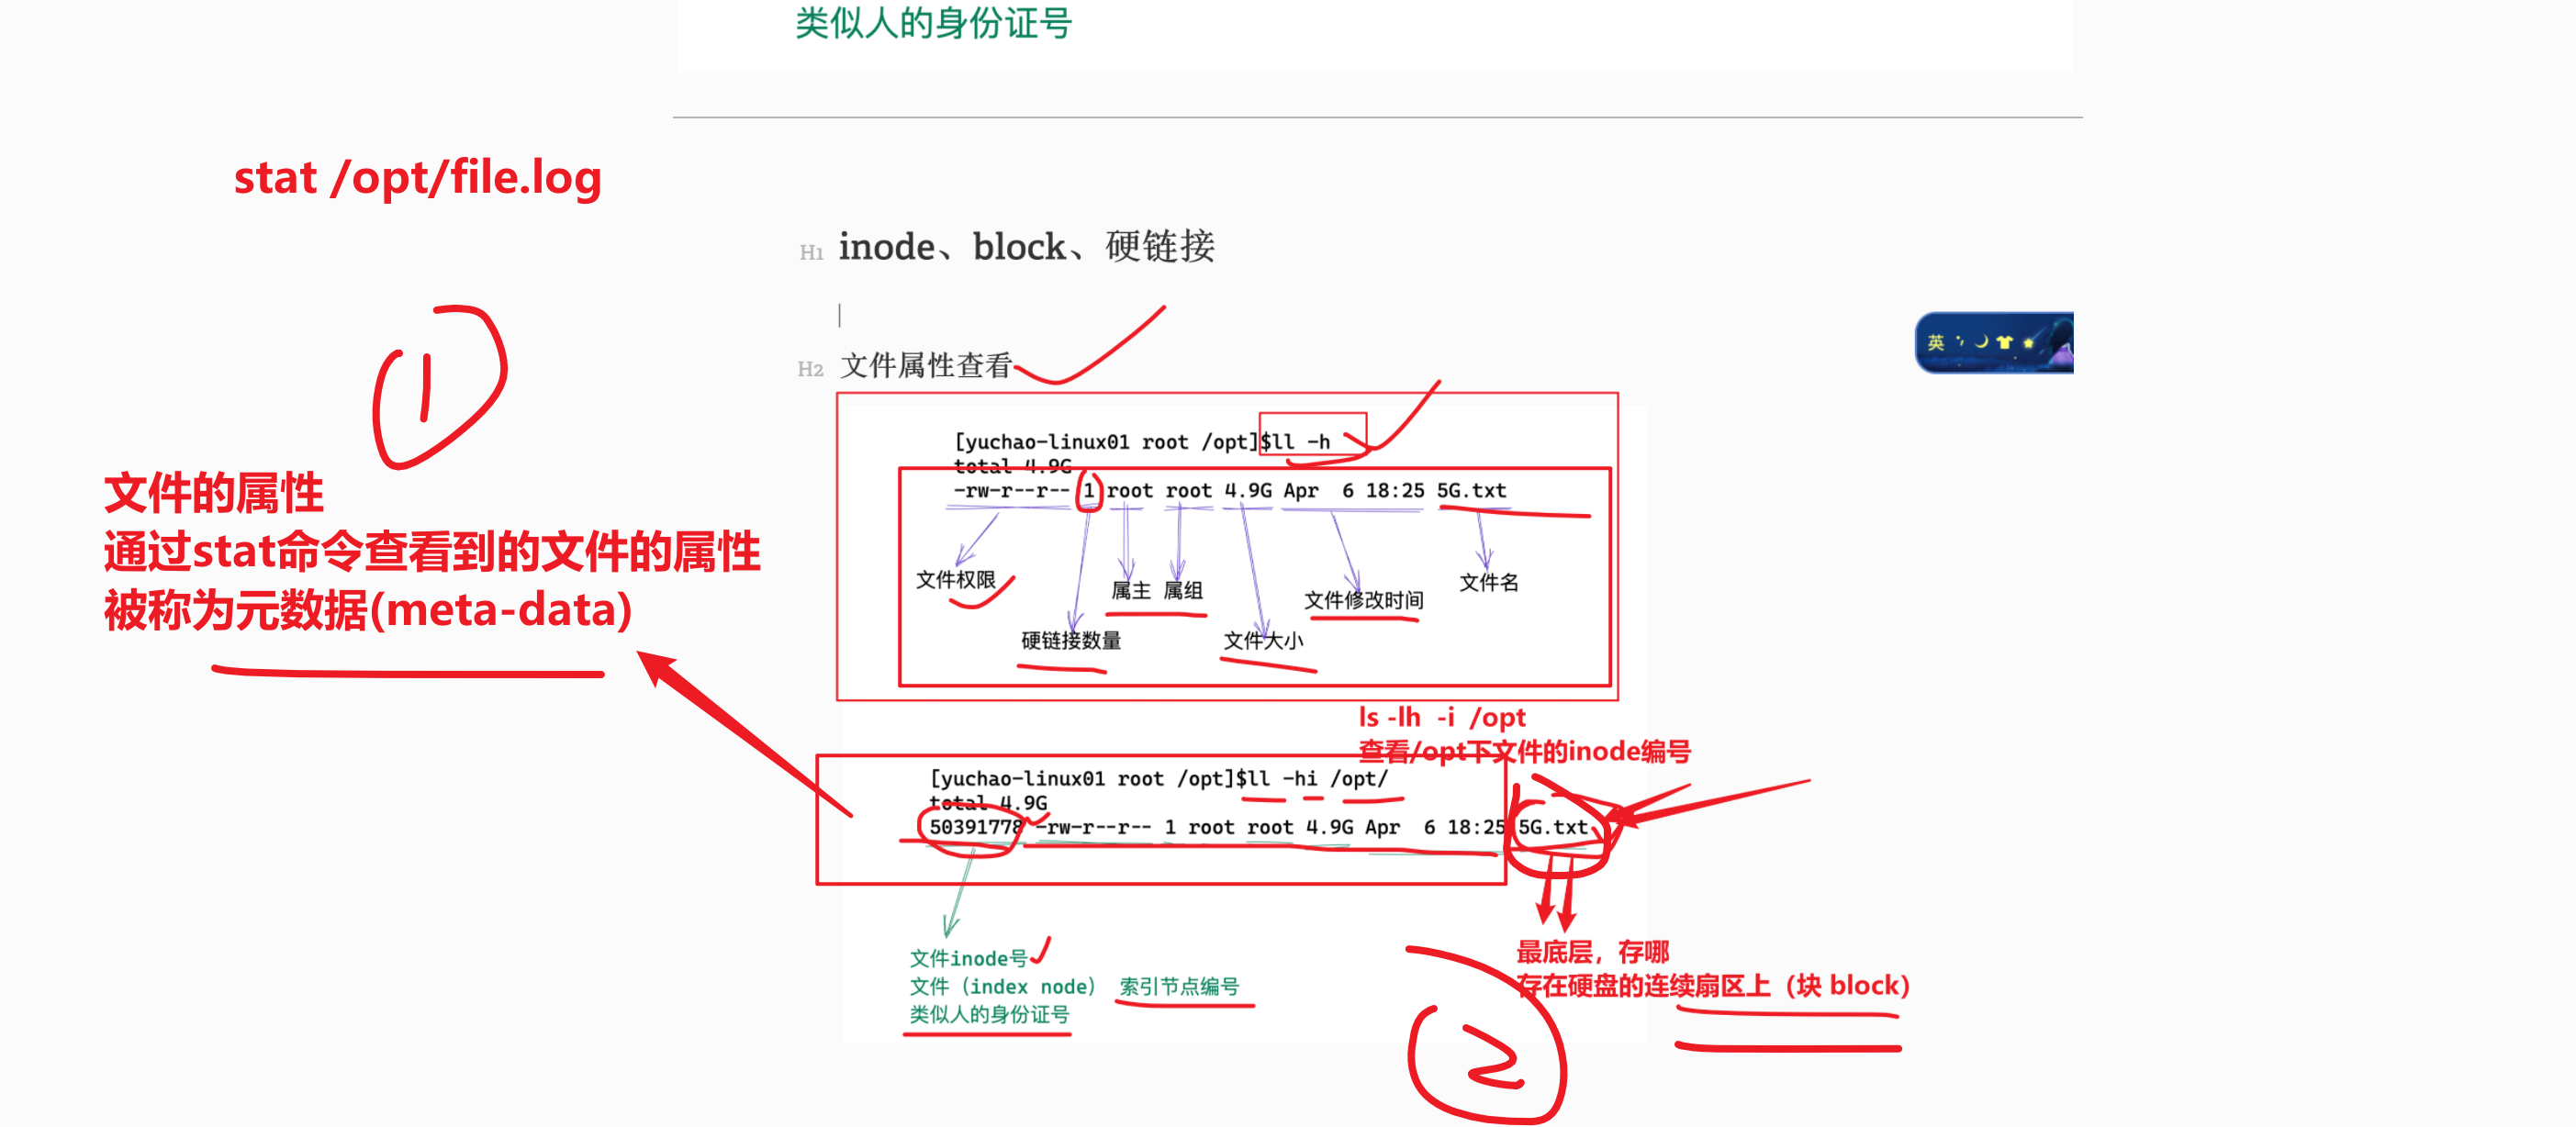 类似人的身份证号
stat /opt/file.log
H1 inode、block、硬链接
1
H2 文件属性查看
[yuchao-linux01 root /opt]$ll -h
total 4.9G
-rw-r--r-- 1 root root 4.9G Apr  6 18:25 5G.txt
文件权限 属主 属组 文件修改时间 文件名
硬链接数量 文件大小
文件的属性
通过stat命令查看到的文件的属性
被称为元数据(meta-data)
ls -lh  -i  /opt
查看/opt下文件的inode编号
[yuchao-linux01 root /opt]$ll -hi /opt/
total 4.9G
50391778 -rw-r--r-- 1 root root 4.9G Apr  6 18:25 5G.txt
文件inode号
文件（index node） 索引节点编号
类似人的身份证号
最底层，存哪
存在硬盘的连续扇区上（块 block）
2
英